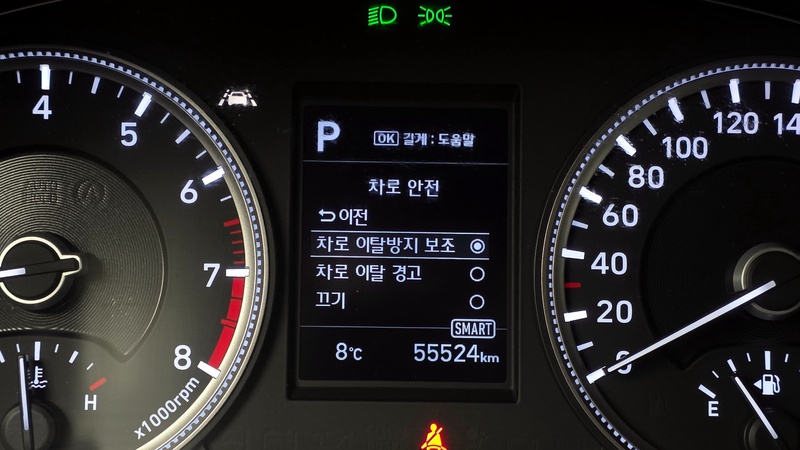 4
5
6
7
8
x1000rpm
H
P
OK 길게 : 도움말
차로 안전
이전
차로 이탈방지 보조
차로 이탈 경고
끄기
SMART
8℃ 55524km
0
20
40
60
80
100
120
E